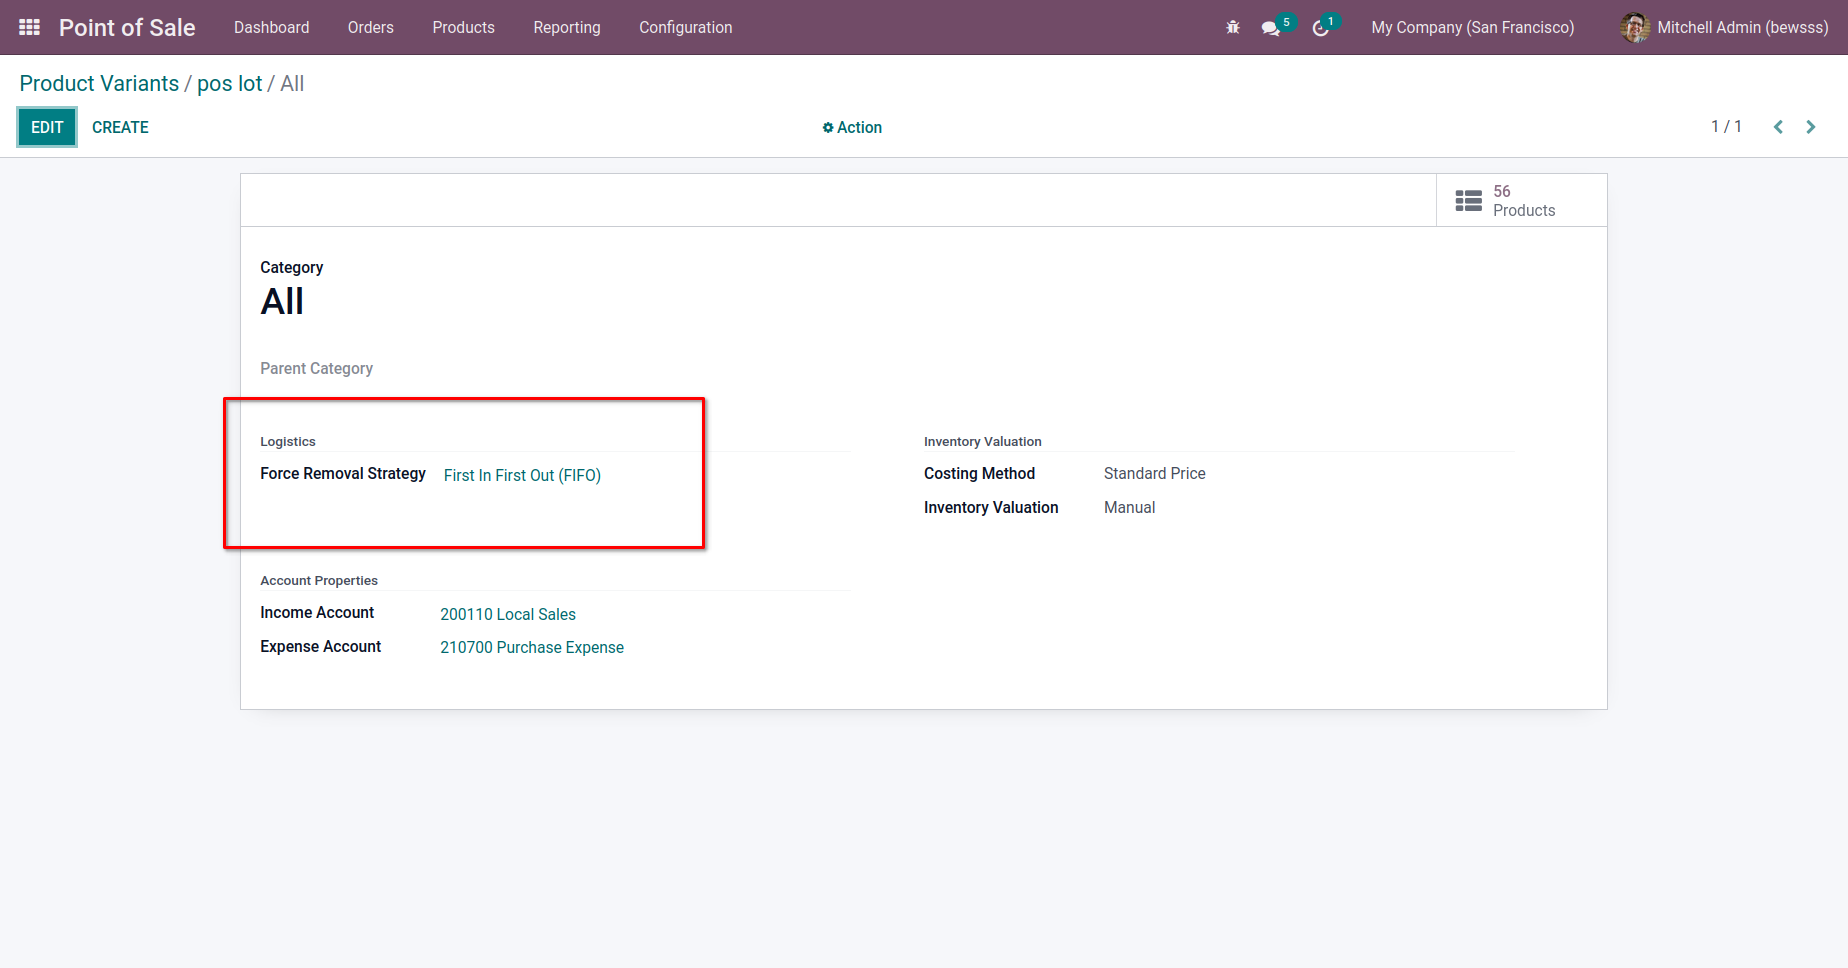 Point of Sale Dashboard Orders Products Reporting Configuration 5 1 My Company (San Francisco) Mitchell Admin (bewsss)
Product Variants / pos lot / All
EDIT CREATE Action 1 / 1
56
Products
Category
All
Parent Category
Logistics Inventory Valuation
Force Removal Strategy First In First Out (FIFO) Costing Method Standard Price
Inventory Valuation Manual
Account Properties
Income Account 200110 Local Sales
Expense Account 210700 Purchase Expense